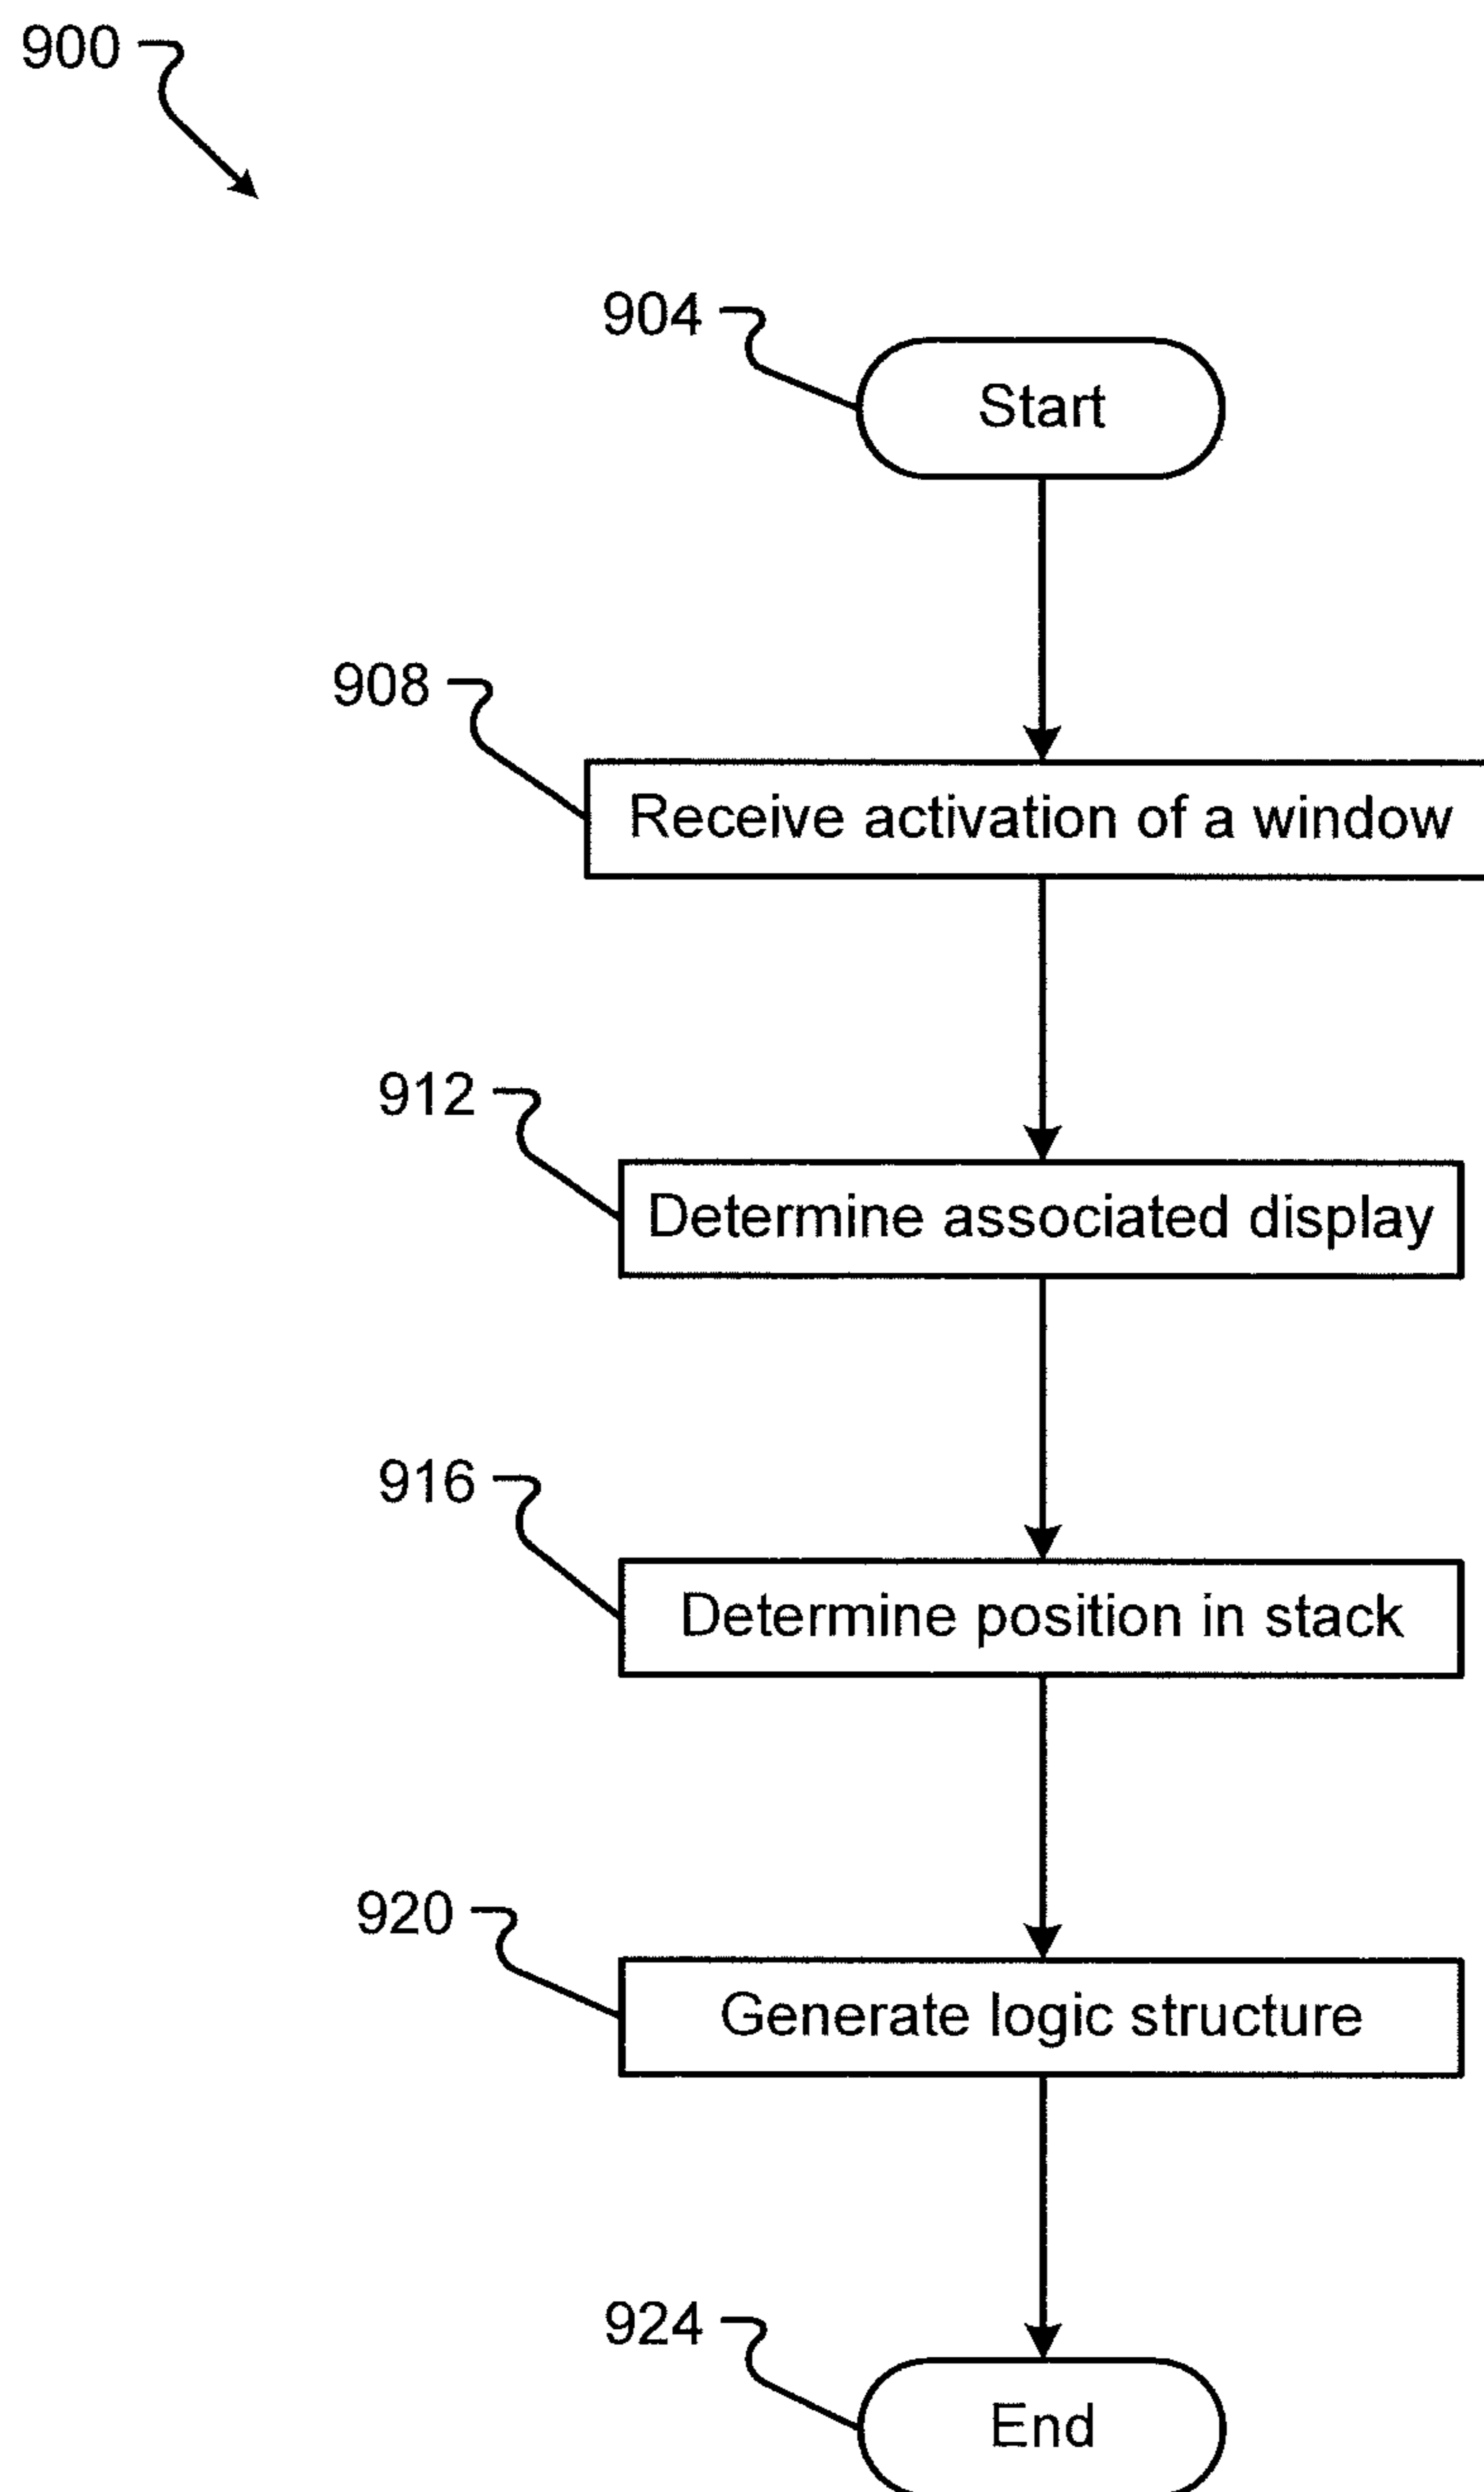 900
904
Start
908
Receive activation of a window
912
Determine associated display
916
Determine position in stack
920
Generate logic structure
924
End